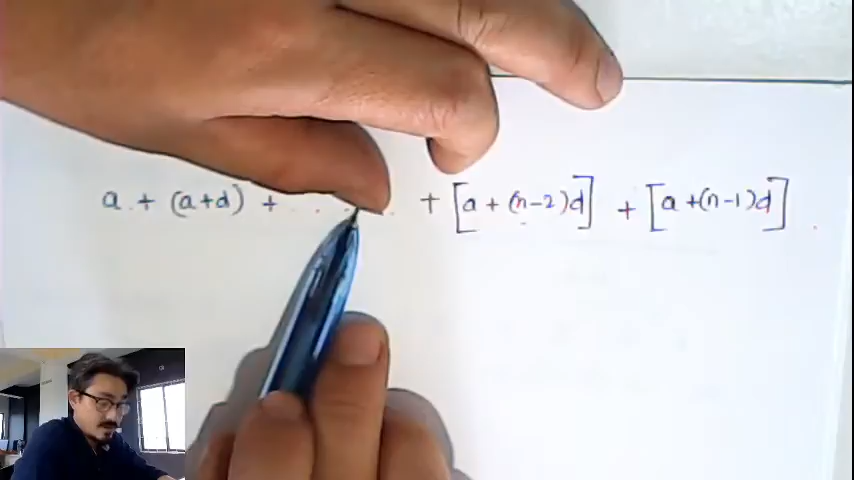 a + (a+d) + ..... + [a + (n-2)d] + [a + (n-1)d] .